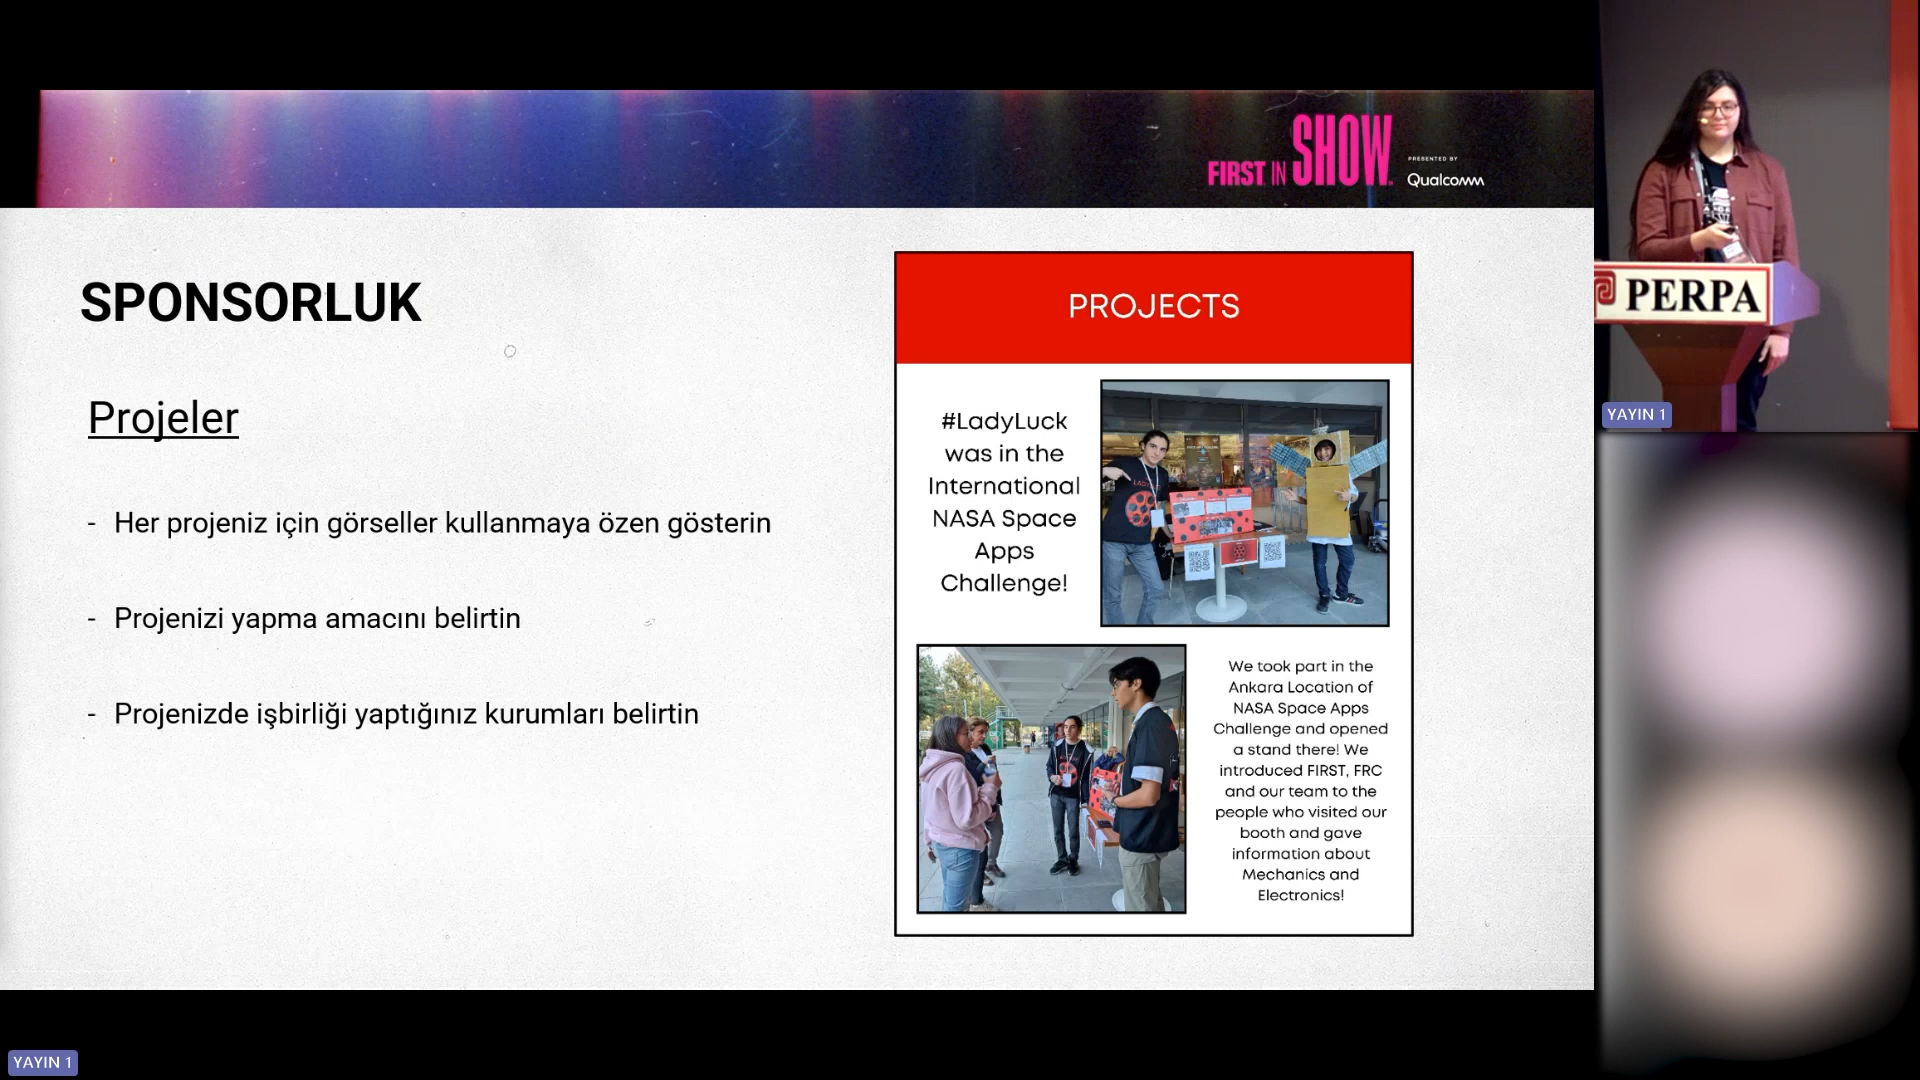 FIRST IN SHOW
PRESENTED BY
Qualcomm
SPONSORLUK
Projeler
- Her projeniz için görseller kullanmaya özen gösterin
- Projenizi yapma amacını belirtin
- Projenizde işbirliği yaptığınız kurumları belirtin
PROJECTS
#LadyLuck
was in the
International
NASA Space
Apps
Challenge!
We took part in the
Ankara Location of
NASA Space Apps
Challenge and opened
a stand there! We
introduced FIRST, FRC
and our team to the
people who visited our
booth and gave
information about
Mechanics and
Electronics!
PERPA
YAYIN 1
YAYIN 1